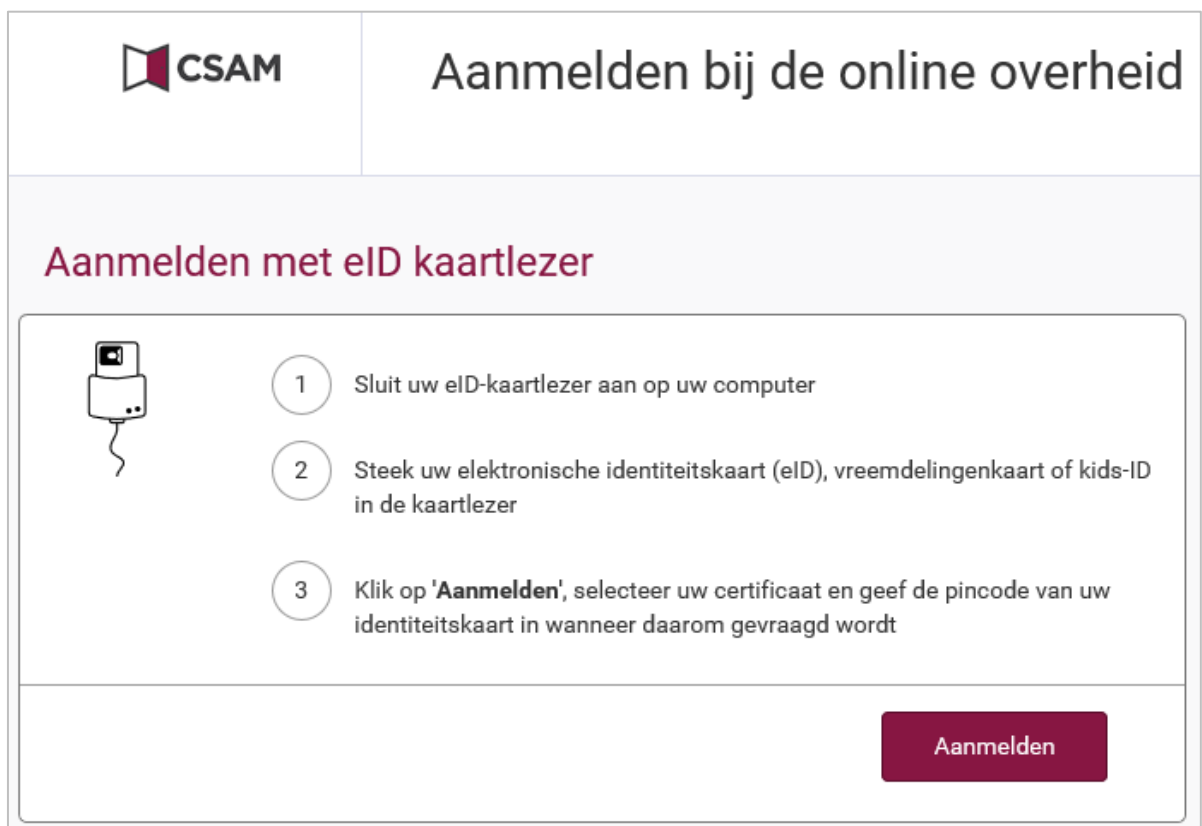 CSAM
Aanmelden bij de online overheid
Aanmelden met eID kaartlezer
1 Sluit uw eID-kaartlezer aan op uw computer
2 Steek uw elektronische identiteitskaart (eID), vreemdelingenkaart of kids-ID
in de kaartlezer
3 Klik op 'Aanmelden', selecteer uw certificaat en geef de pincode van uw
identiteitskaart in wanneer daarom gevraagd wordt
Aanmelden